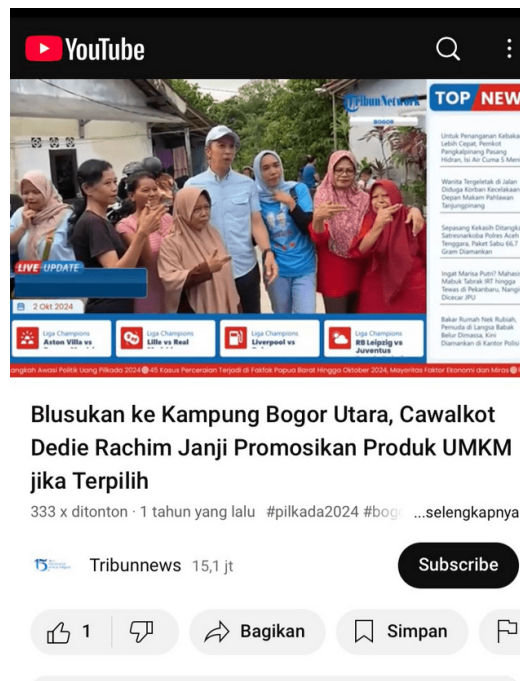 YouTube
Tribun Network
BOGOR
TOP NEW
Untuk Penanganan Kebaka
Lebih Cepat, Pemkot
Pangkalpinang Pasang
Hidran, Isi Air Cuma 5 Meni
Wanita Tergeletak di Jalan
Diduga Korban Kecelakaan
Depan Makam Pahlawan
Tanjungpinang
Sepasang Kekasih Ditangka
Satresnarkoba Polres Aceh
Tenggara, Paket Sabu 66,7
Gram Diamankan
Ingat Marisa Putri? Mahasis
Mabuk Tabrak IRT hingga
Tewas di Pekanbaru, Nangi
Dicecar JPU
Bakar Rumah Nek Rubiah,
Pemuda di Langsa Babak
Belur Dimassa, Kini
Diamankan di Kantor Polisi
LIVE UPDATE
2 Okt 2024
Liga Champions
Aston Villa vs
Liga Champions
Lille vs Real
Liga Champions
Liverpool vs
Liga Champions
RB Leipzig vs
Juventus
angkah Awasi Politik Uang Pilkada 2024 45 Kasus Perceraian Terjadi di Fakfak Papua Barat Hingga Oktober 2024, Mayoritas Faktor Ekonomi dan Miras
Blusukan ke Kampung Bogor Utara, Cawalkot
Dedie Rachim Janji Promosikan Produk UMKM
jika Terpilih
333 x ditonton · 1 tahun yang lalu #pilkada2024 #bog ...selengkapnya
Tribunnews 15,1 jt
Subscribe
1
Bagikan
Simpan